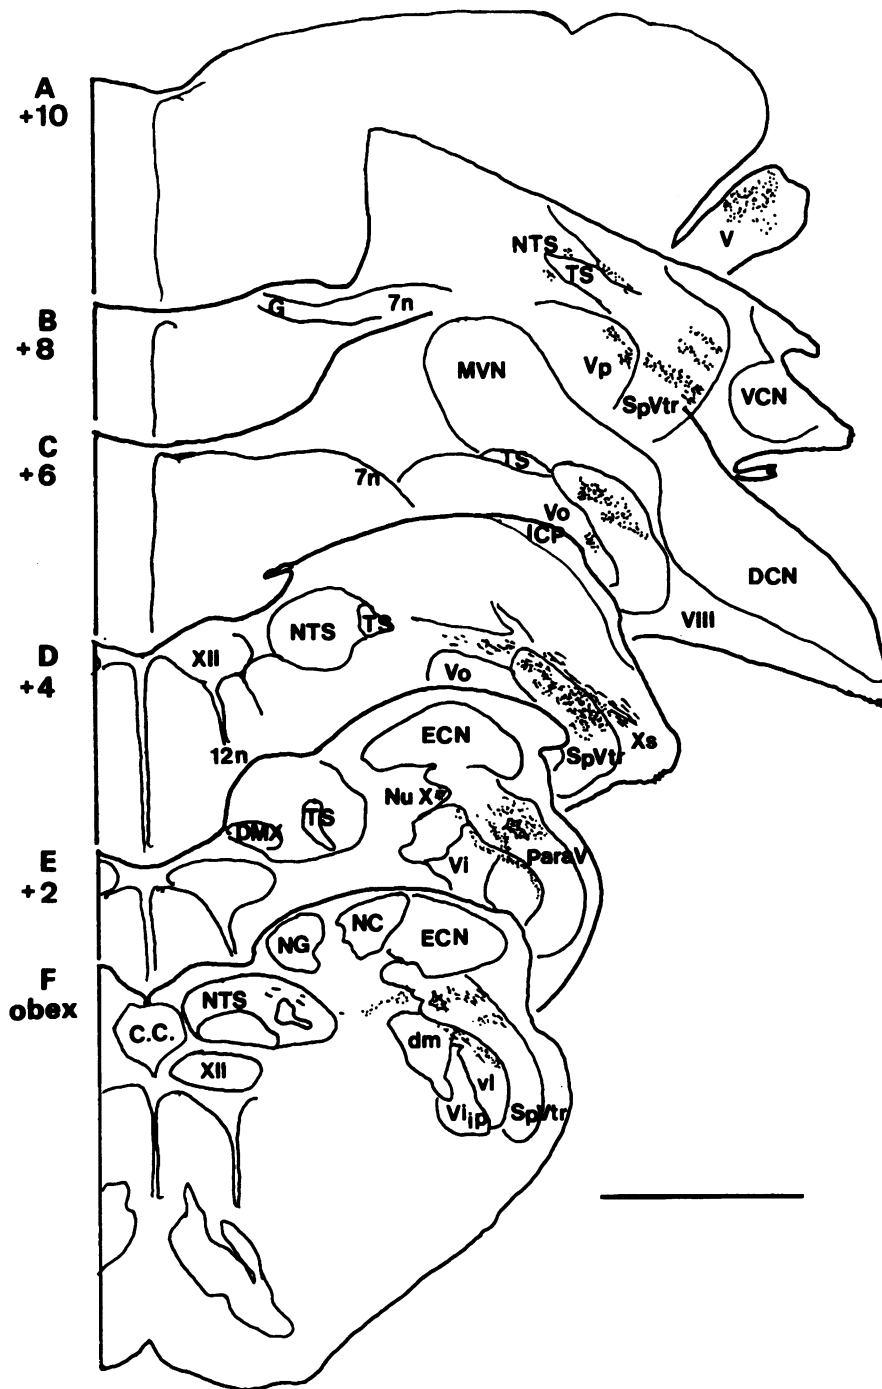 A
+10
V
NTS
TS
B
+8
G
7n
Vp
SpVtr
VCN
MVN
C
+6
7n
TS
Vo
ICP
DCN
VIII
D
+4
XII
NTS
TS
Vo
12n
SpVtr
Xs
ECN
Nu X
E
+2
DMX
TS
Vi
ParaV
NG
NC
ECN
F
obex
NTS
C.C.
XII
dm
vl
Vi
ip
SpVtr